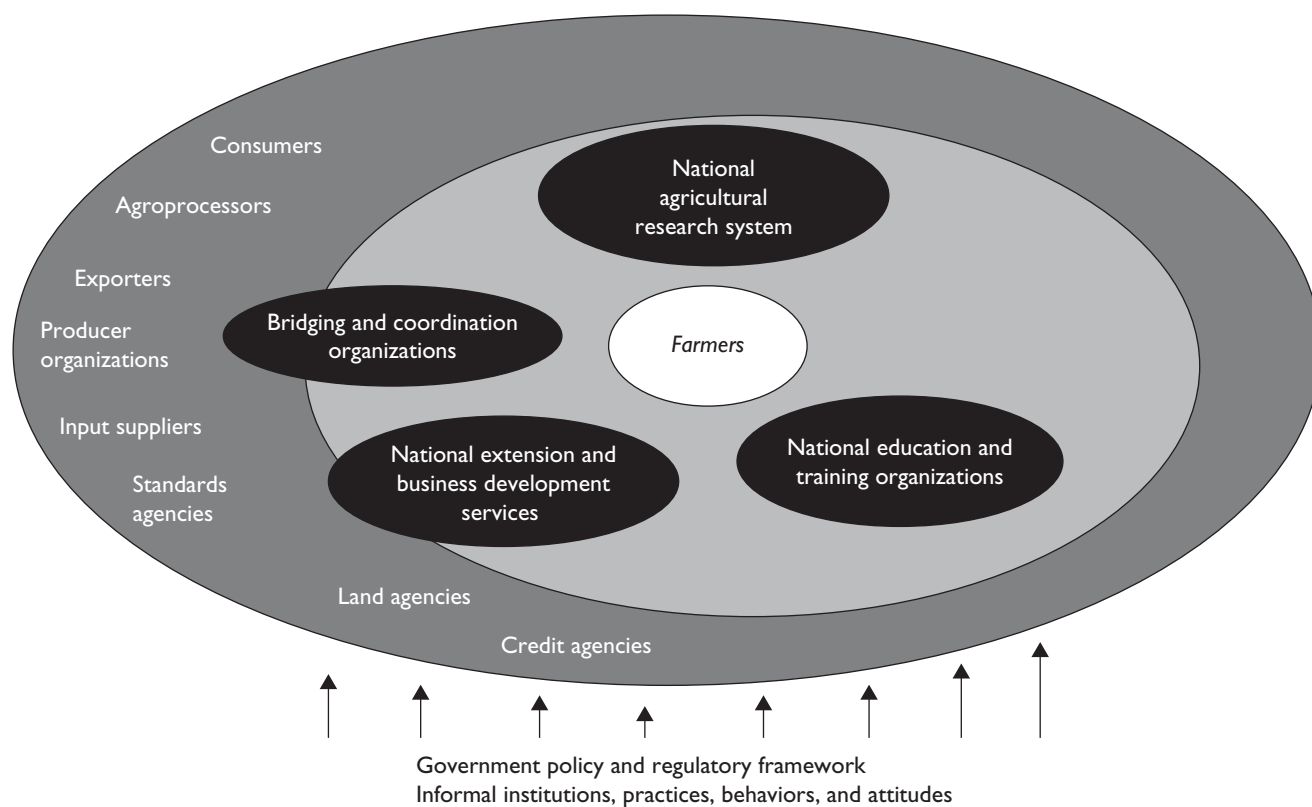 Consumers
Agroprocessors
Exporters
Producer
organizations
Input suppliers
Standards
agencies
Land agencies
Credit agencies
National
agricultural
research system
Bridging and coordination
organizations
Farmers
National extension and
business development
services
National education and
training organizations
Government policy and regulatory framework
Informal institutions, practices, behaviors, and attitudes